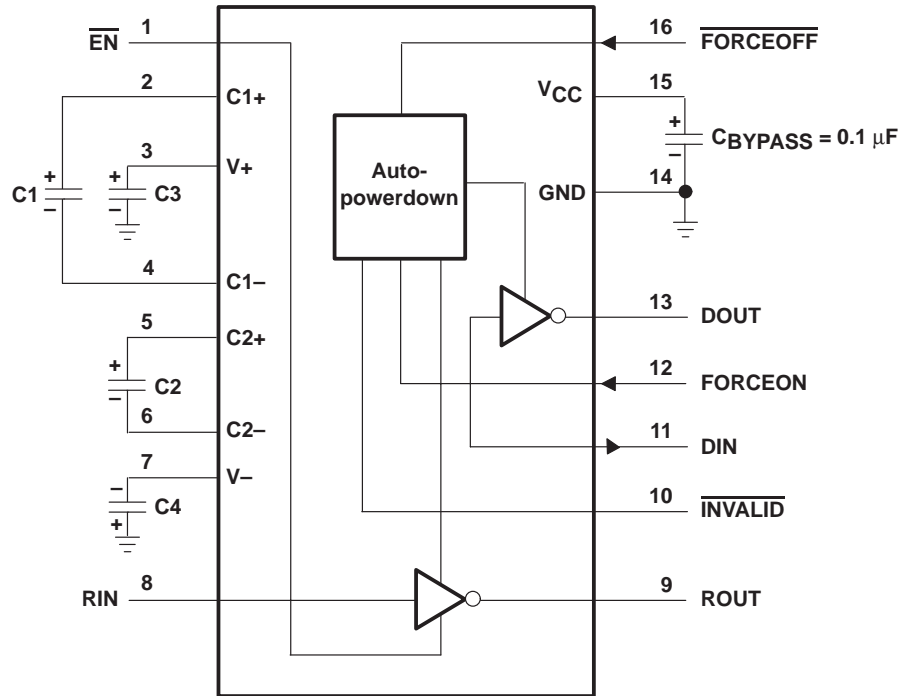 EN
1
2
C1+
3
V+
C1
+
–
+
–
C3
4
C1–
5
C2+
+
–
C2
6
C2–
7
V–
–
+
C4
RIN
8
Auto-
powerdown
16
FORCEOFF
VCC
15
+
–
CBYPASS = 0.1 μF
14
GND
13
DOUT
12
FORCEON
11
DIN
10
INVALID
9
ROUT